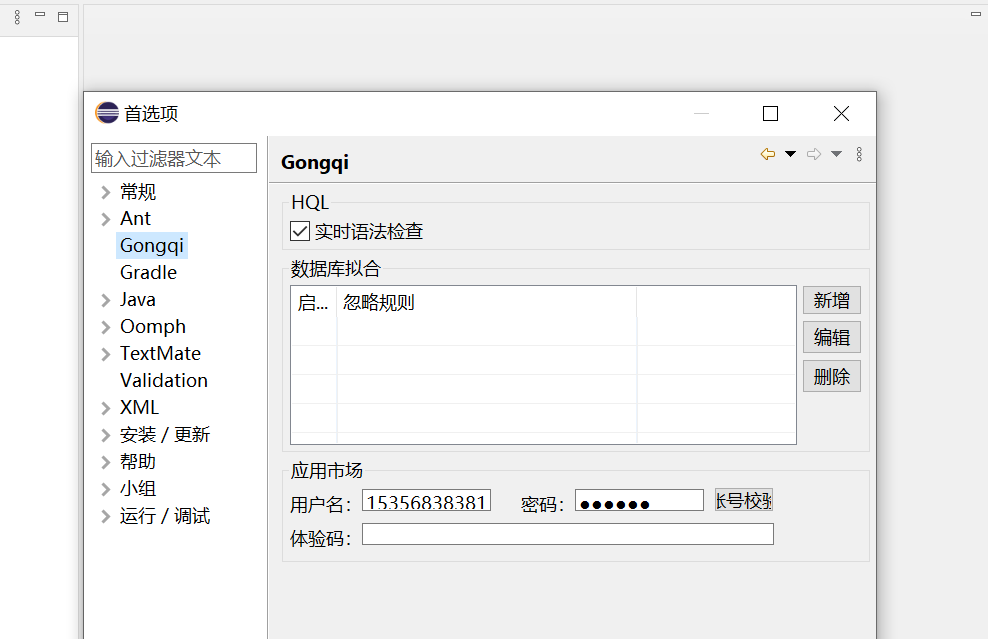 首选项
输入过滤器文本
常规
Ant
Gongqi
Gradle
Java
Oomph
TextMate
Validation
XML
安装 / 更新
帮助
小组
运行 / 调试
Gongqi
HQL
实时语法检查
数据库拟合
启... 忽略规则
新增
编辑
删除
应用市场
用户名： 15356838381 密码： ●●●●●● 账号校验
体验码：